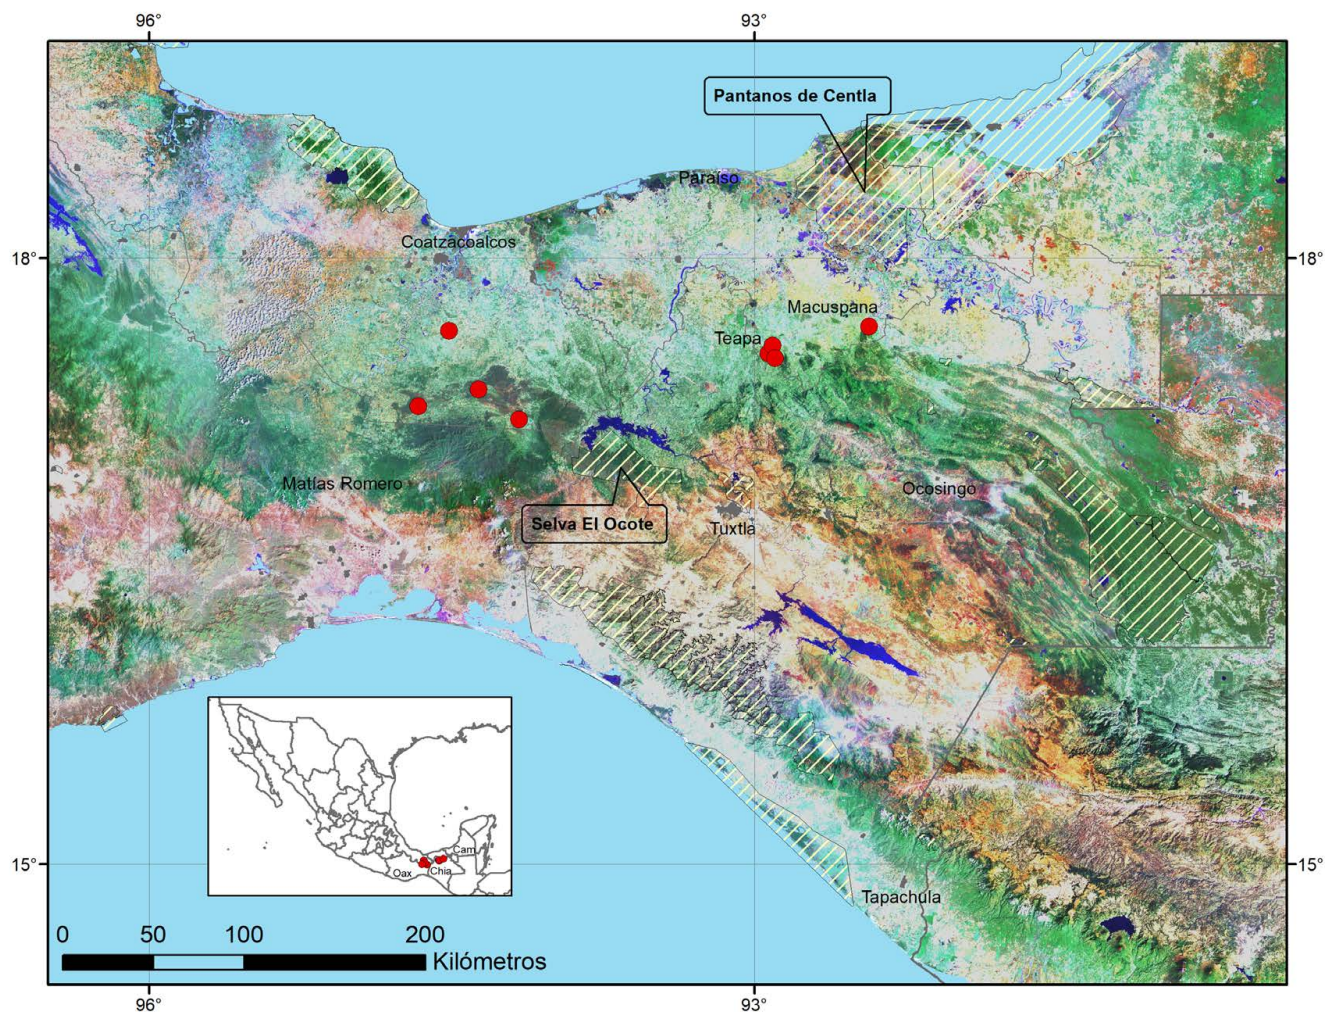 96°
93°
Pantanos de Centla
Paraíso
Coatzacoalcos
18°
18°
Macuspana
Teapa
Matías Romero
Ocosingo
Selva El Ocote
Tuxtla
Cam
Oax
Chia
15°
15°
Tapachula
0 50 100 200
Kilómetros
96°
93°